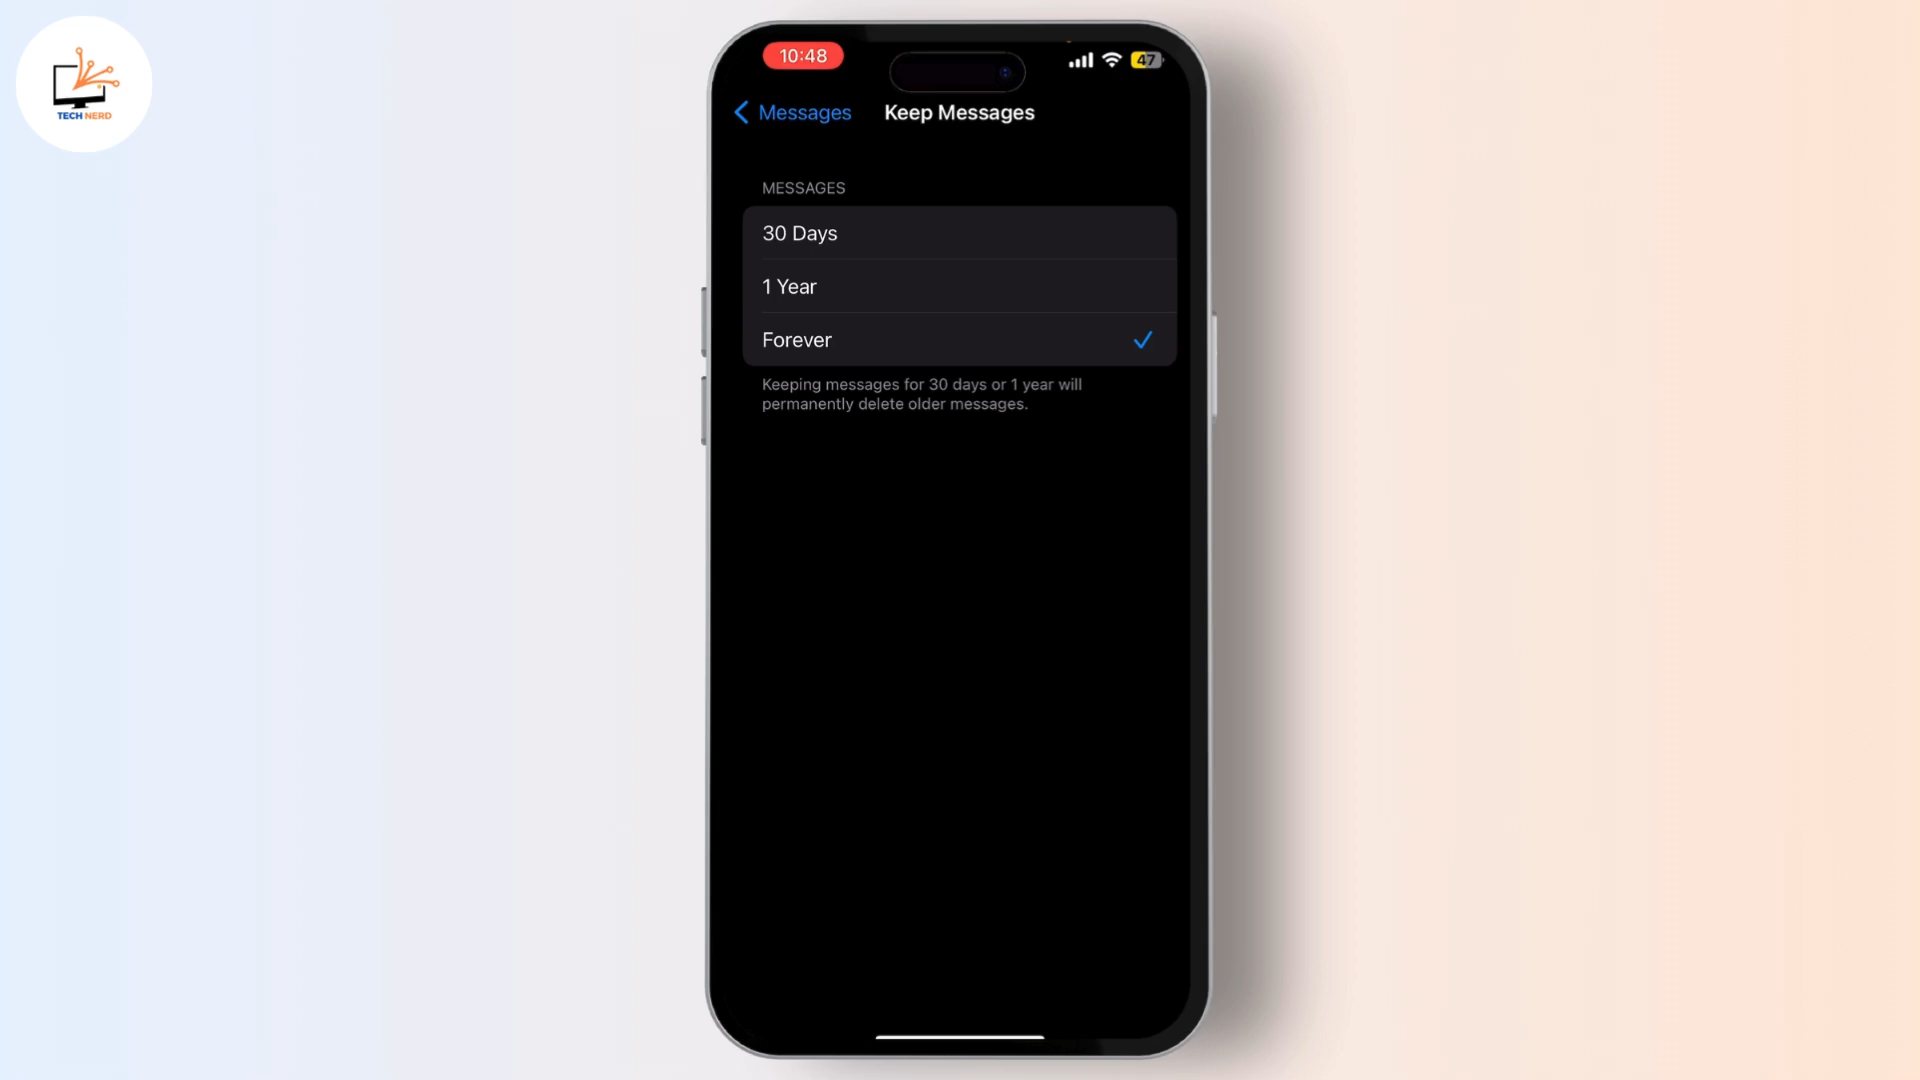 TECH NERD
10:48
47
Messages
Keep Messages
MESSAGES
30 Days
1 Year
Forever
Keeping messages for 30 days or 1 year will
permanently delete older messages.